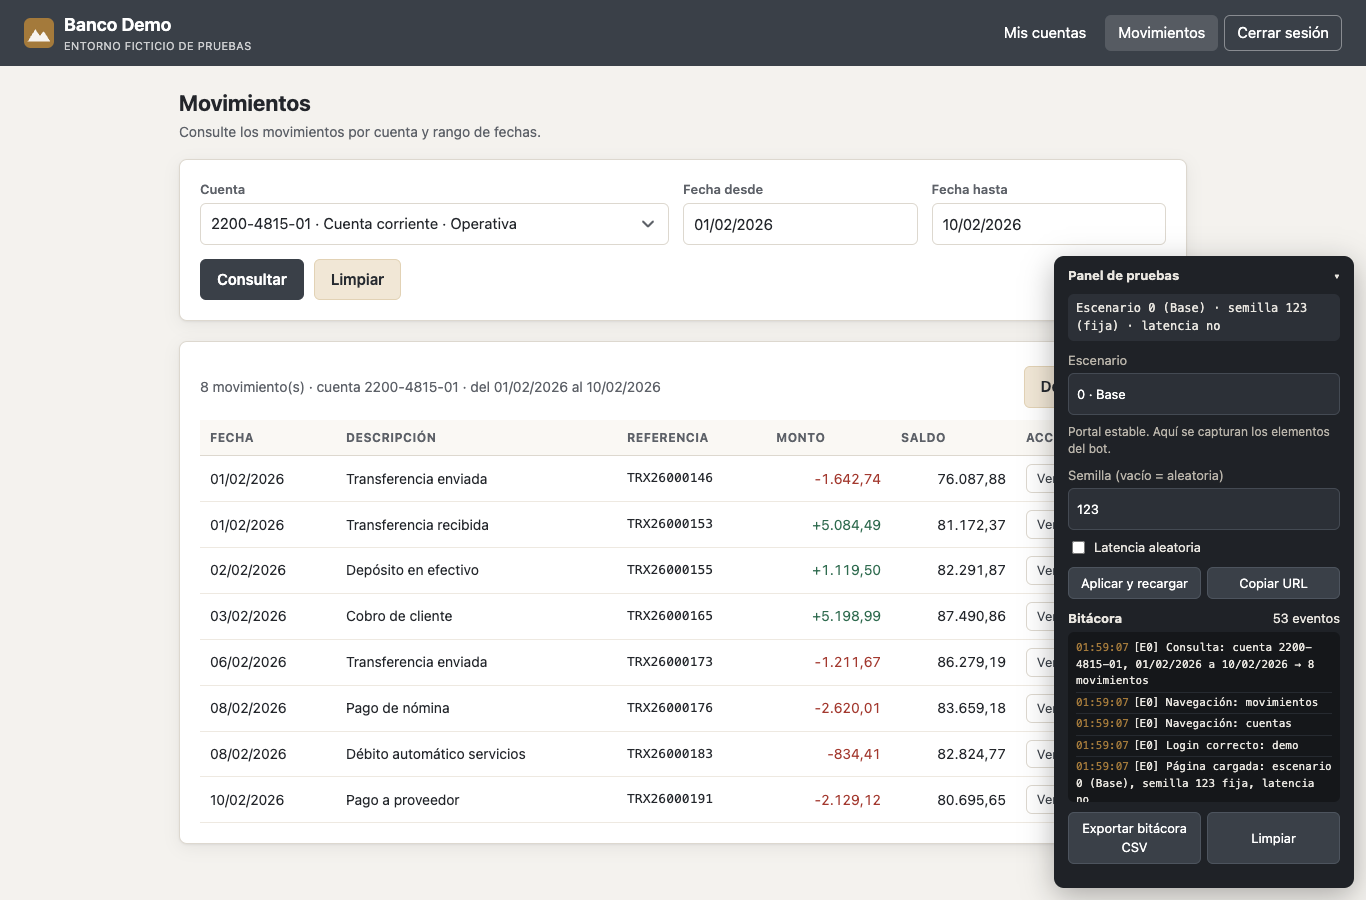 Banco Demo
ENTORNO FICTICIO DE PRUEBAS
Mis cuentas
Movimientos
Cerrar sesión
Movimientos
Consulte los movimientos por cuenta y rango de fechas.
Cuenta
Fecha desde
Fecha hasta
2200-4815-01 · Cuenta corriente · Operativa
01/02/2026
10/02/2026
Consultar
Limpiar
8 movimiento(s) · cuenta 2200-4815-01 · del 01/02/2026 al 10/02/2026
FECHA DESCRIPCIÓN REFERENCIA MONTO SALDO
01/02/2026 Transferencia enviada TRX26000146 -1.642,74 76.087,88
01/02/2026 Transferencia recibida TRX26000153 +5.084,49 81.172,37
02/02/2026 Depósito en efectivo TRX26000155 +1.119,50 82.291,87
03/02/2026 Cobro de cliente TRX26000165 +5.198,99 87.490,86
06/02/2026 Transferencia enviada TRX26000173 -1.211,67 86.279,19
08/02/2026 Pago de nómina TRX26000176 -2.620,01 83.659,18
08/02/2026 Débito automático servicios TRX26000183 -834,41 82.824,77
10/02/2026 Pago a proveedor TRX26000191 -2.129,12 80.695,65
Panel de pruebas
Escenario 0 (Base) · semilla 123
(fija) · latencia no
Escenario
0 · Base
Portal estable. Aquí se capturan los elementos
del bot.
Semilla (vacío = aleatoria)
123
Latencia aleatoria
Aplicar y recargar
Copiar URL
Bitácora
53 eventos
01:59:07 [E0] Consulta: cuenta 2200-
4815-01, 01/02/2026 a 10/02/2026 → 8
movimientos
01:59:07 [E0] Navegación: movimientos
01:59:07 [E0] Navegación: cuentas
01:59:07 [E0] Login correcto: demo
01:59:07 [E0] Página cargada: escenario
0 (Base), semilla 123 fija, latencia
no
Exportar bitácora
CSV
Limpiar